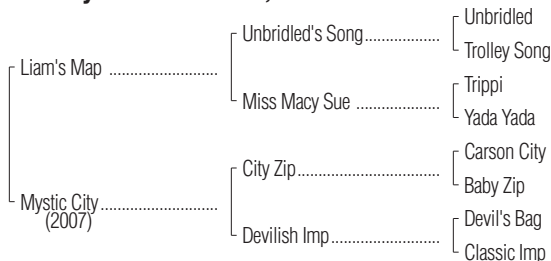 Unbridled
Unbridled's Song
Trolley Song
Liam's Map
Trippi
Miss Macy Sue
Yada Yada
Carson City
City Zip
Baby Zip
Mystic City
(2007)
Devil's Bag
Devilish Imp
Classic Imp